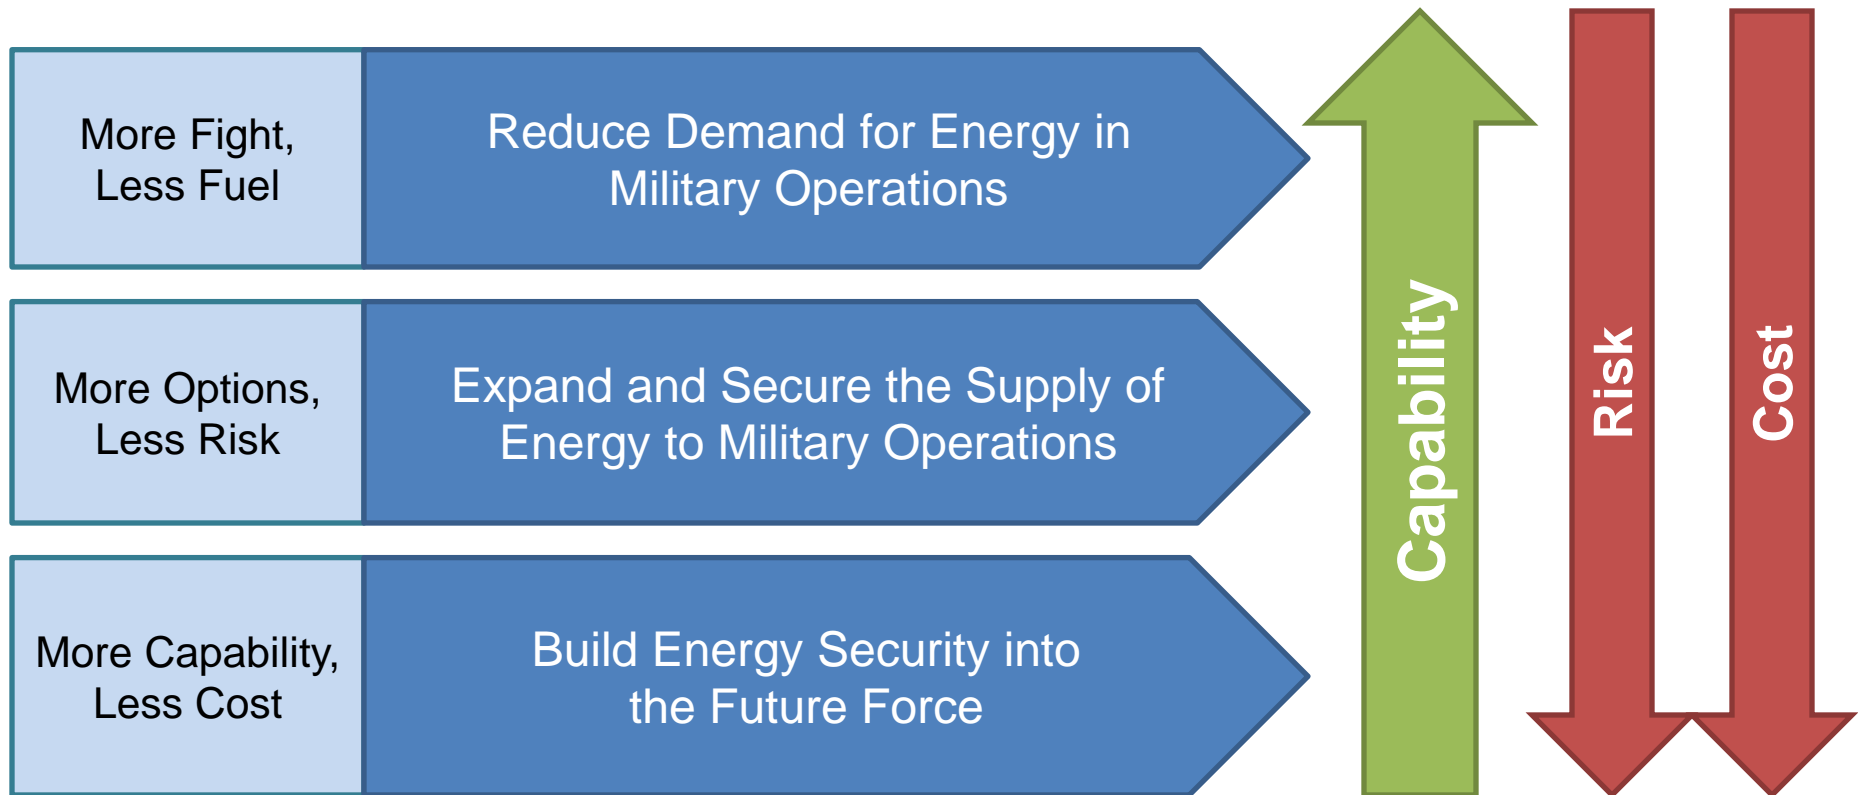 More Fight,
Less Fuel
Reduce Demand for Energy in
Military Operations
More Options,
Less Risk
Expand and Secure the Supply of
Energy to Military Operations
More Capability,
Less Cost
Build Energy Security into
the Future Force
Capability
Risk
Cost